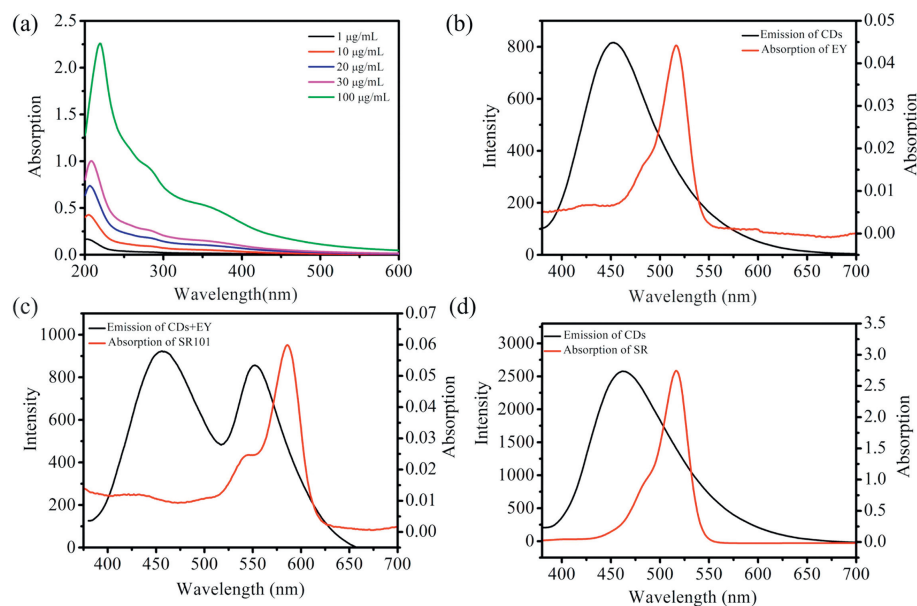 (a)
2.5
2.0
1.5
1.0
0.5
0.0
Absorption
1 μg/mL
10 μg/mL
20 μg/mL
30 μg/mL
100 μg/mL
200 300 400 500 600
Wavelength(nm)
(b)
800
600
400
200
0
Intensity
Emission of CDs
Absorption of EY
0.05
0.04
0.03
0.02
0.01
0.00
Absorption
400 450 500 550 600 650 700
Wavelength (nm)
(c)
1000
800
600
400
200
0
Intensity
Emission of CDs+EY
Absorption of SR101
0.07
0.06
0.05
0.04
0.03
0.02
0.01
0.00
Absorption
400 450 500 550 600 650 700
Wavelength (nm)
(d)
3000
2500
2000
1500
1000
500
0
Intensity
Emission of CDs
Absorption of SR
3.5
3.0
2.5
2.0
1.5
1.0
0.5
0.0
Absorption
400 450 500 550 600 650 700
Wavelength (nm)